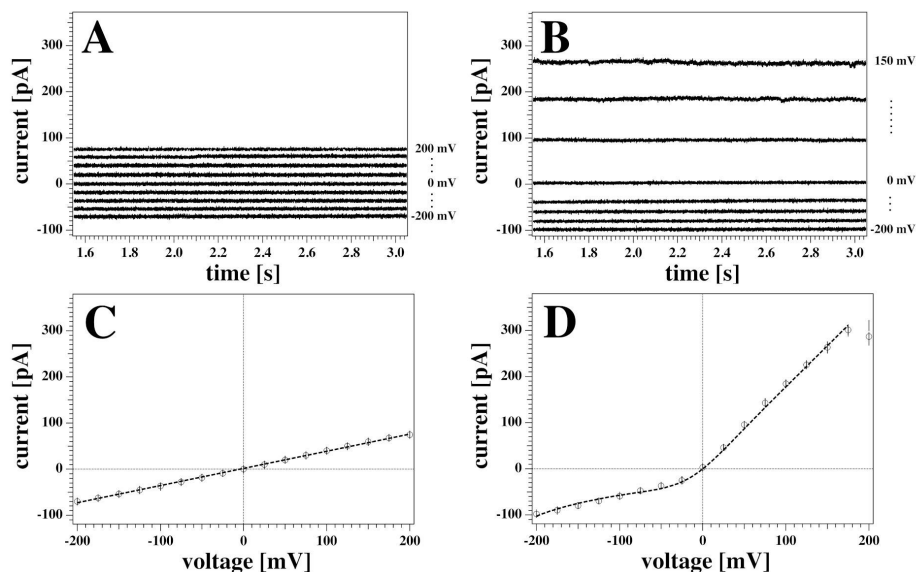 A
300
200
100
0
-100
current [pA]
200 mV
0 mV
-200 mV
1.6 1.8 2.0 2.2 2.4 2.6 2.8 3.0
time [s]
B
300
200
100
0
-100
current [pA]
150 mV
0 mV
-200 mV
1.6 1.8 2.0 2.2 2.4 2.6 2.8 3.0
time [s]
C
300
200
100
0
-100
current [pA]
-200 -100 0 100 200
voltage [mV]
D
300
200
100
0
-100
current [pA]
-200 -100 0 100 200
voltage [mV]